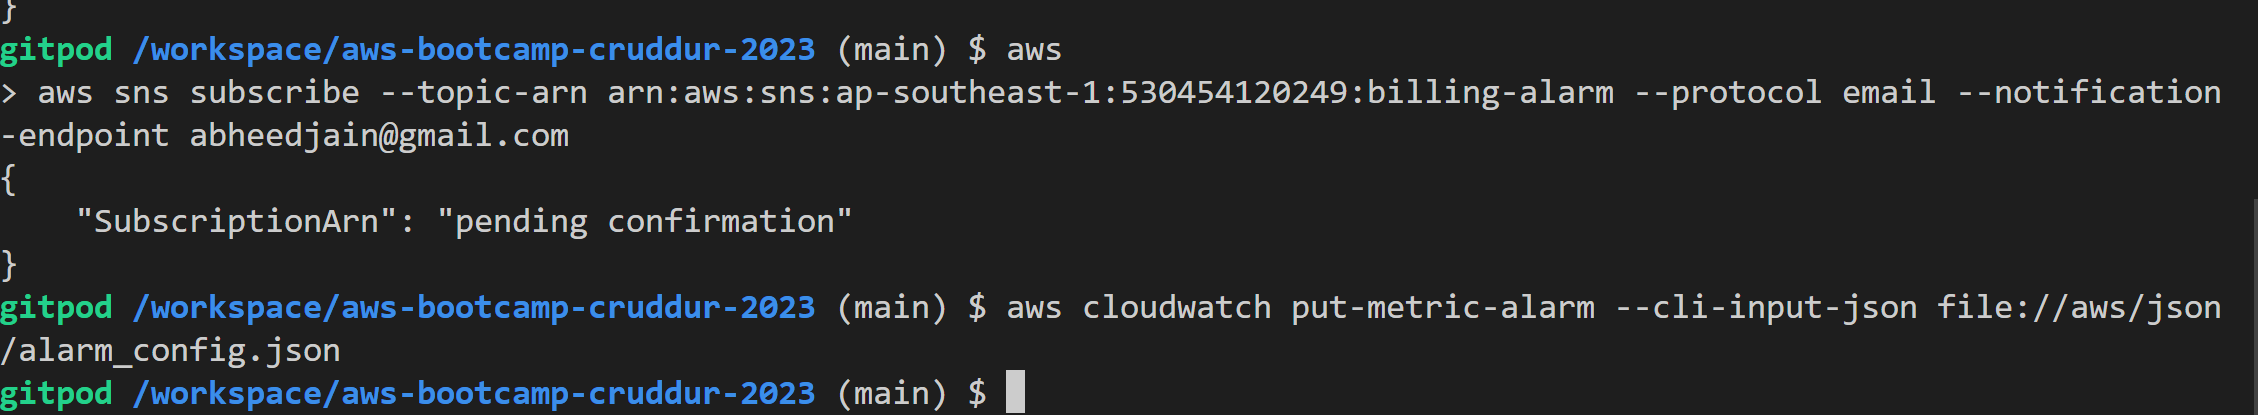 }
gitpod /workspace/aws-bootcamp-cruddur-2023 (main) $ aws
> aws sns subscribe --topic-arn arn:aws:sns:ap-southeast-1:530454120249:billing-alarm --protocol email --notification
-endpoint abheedjain@gmail.com
{
    "SubscriptionArn": "pending confirmation"
}
gitpod /workspace/aws-bootcamp-cruddur-2023 (main) $ aws cloudwatch put-metric-alarm --cli-input-json file://aws/json
/alarm_config.json
gitpod /workspace/aws-bootcamp-cruddur-2023 (main) $